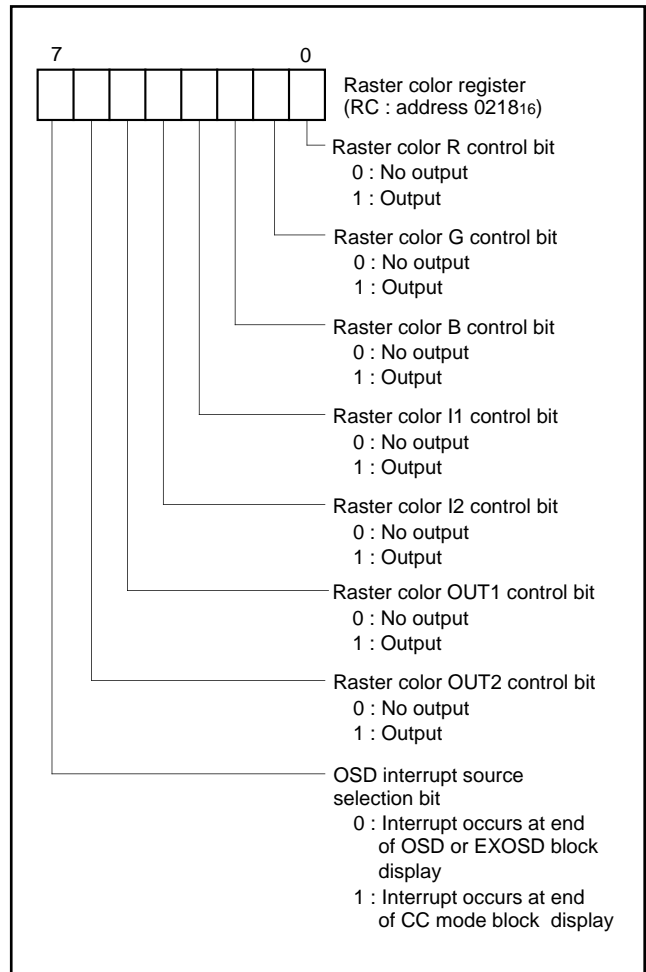 7 0
Raster color register
(RC : address 021816)
Raster color R control bit
0 : No output
1 : Output
Raster color G control bit
0 : No output
1 : Output
Raster color B control bit
0 : No output
1 : Output
Raster color I1 control bit
0 : No output
1 : Output
Raster color I2 control bit
0 : No output
1 : Output
Raster color OUT1 control bit
0 : No output
1 : Output
Raster color OUT2 control bit
0 : No output
1 : Output
OSD interrupt source
selection bit
0 : Interrupt occurs at end
of OSD or EXOSD block
display
1 : Interrupt occurs at end
of CC mode block display